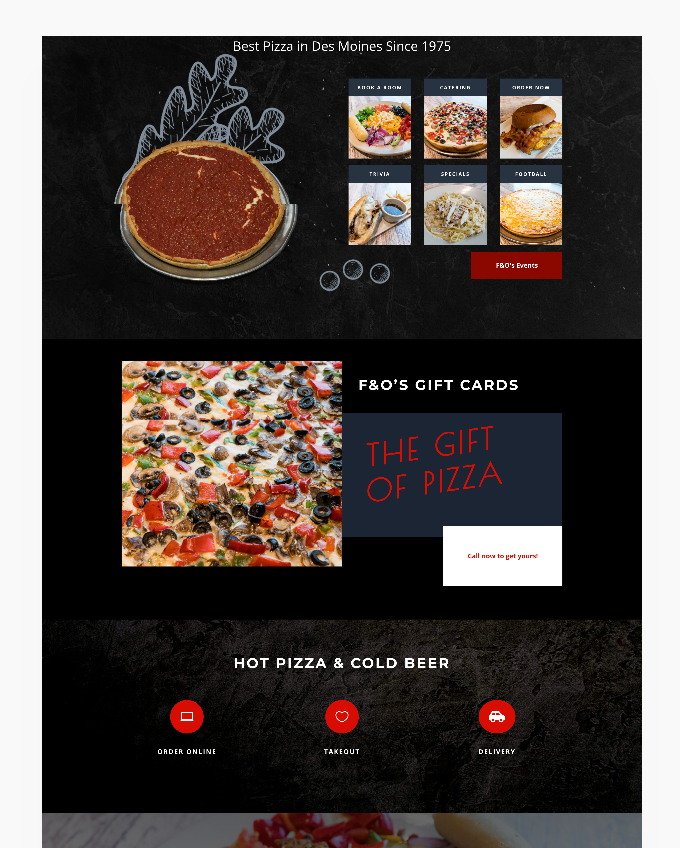 Best Pizza in Des Moines Since 1975
BOOK A ROOM
CATERING
ORDER NOW
TRIVIA
SPECIALS
FOOTBALL
F&O's Events
F&O’S GIFT CARDS
THE GIFT
OF PIZZA
Call now to get yours!
HOT PIZZA & COLD BEER
ORDER ONLINE
TAKEOUT
DELIVERY